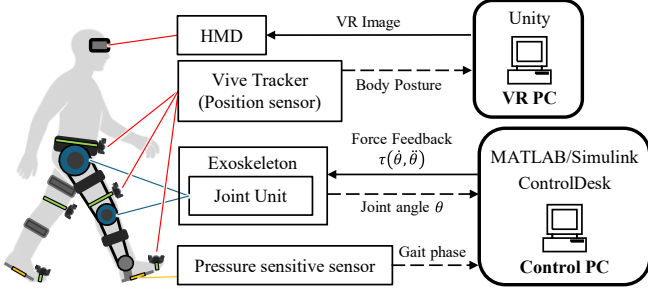 HMD
VR Image
Unity
VR PC
Vive Tracker
(Position sensor)
Body Posture
Exoskeleton
Joint Unit
Force Feedback
τ(θ̇, θ̈)
Joint angle θ
MATLAB/Simulink
ControlDesk
Control PC
Pressure sensitive sensor
Gait phase